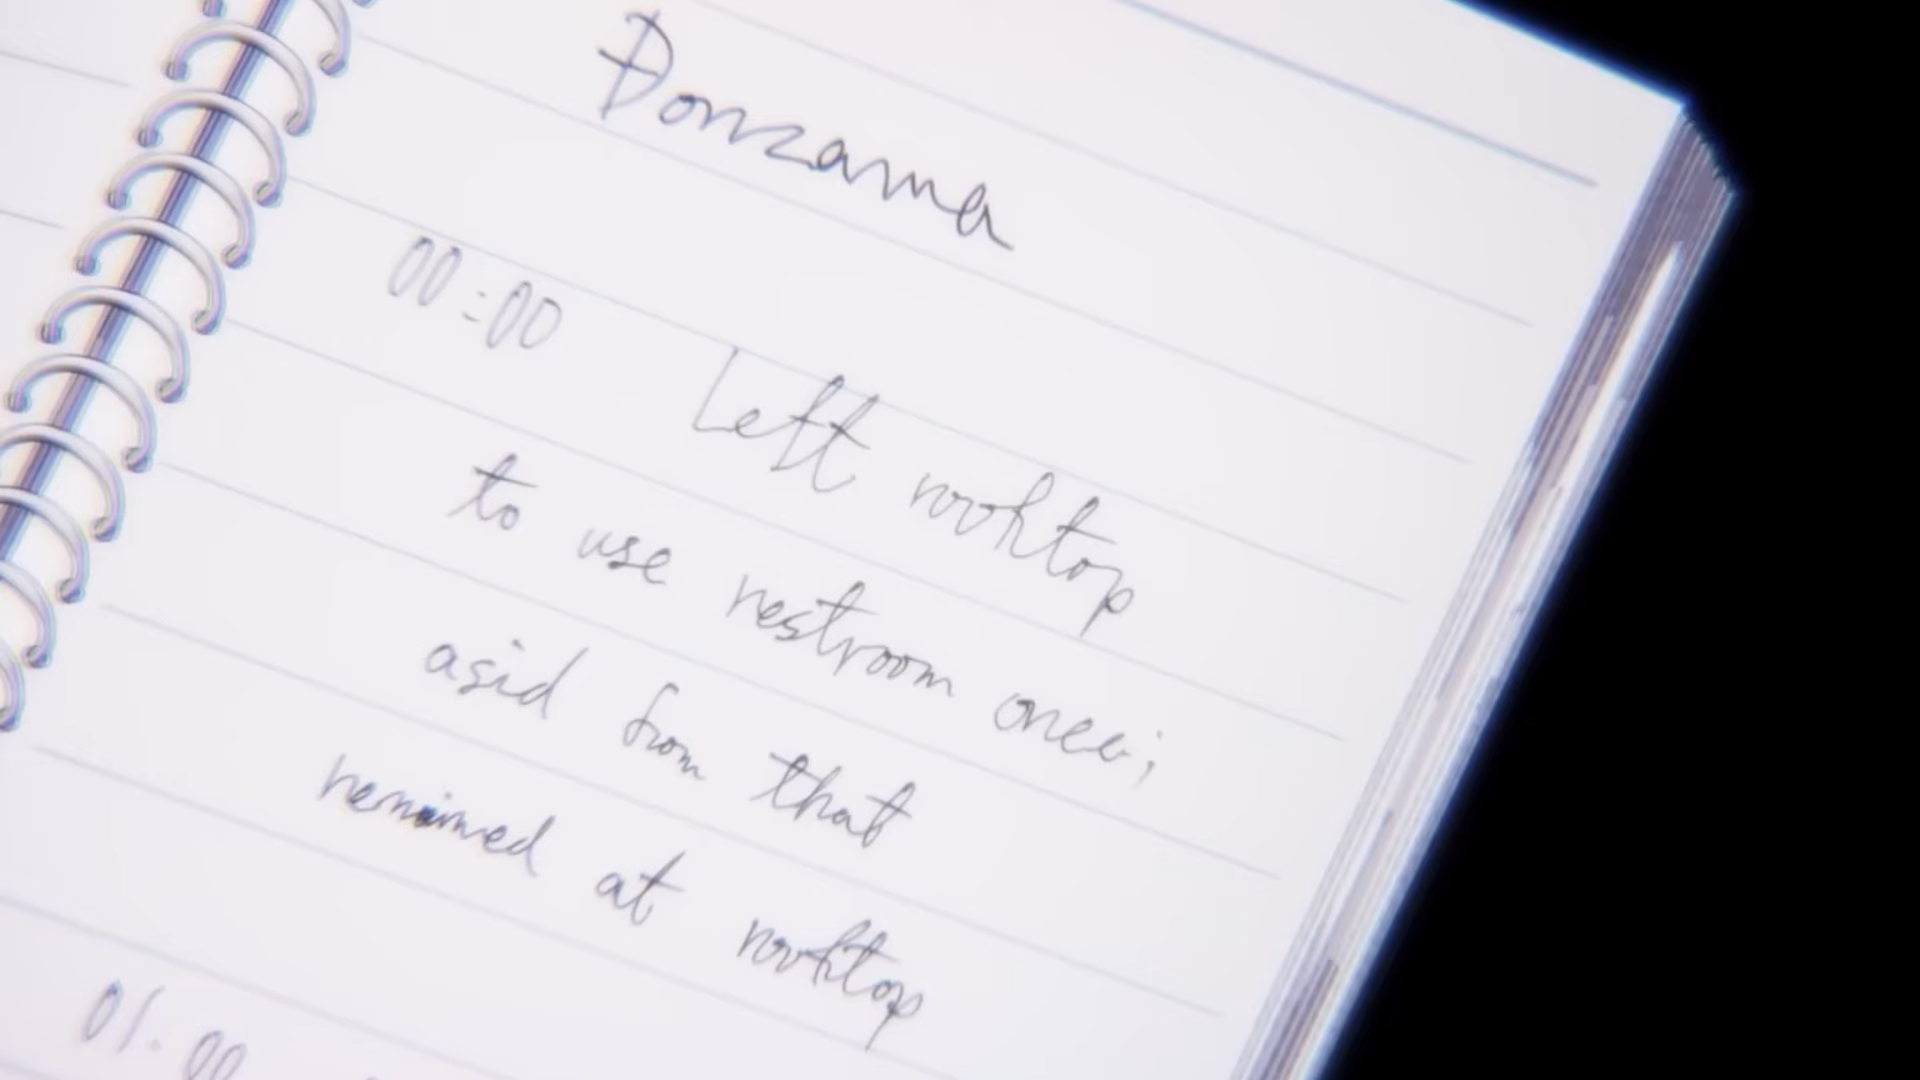 Donzama
00:00 Left rooftop
to use restroom once;
asid from that
remained at rooftop
01:00